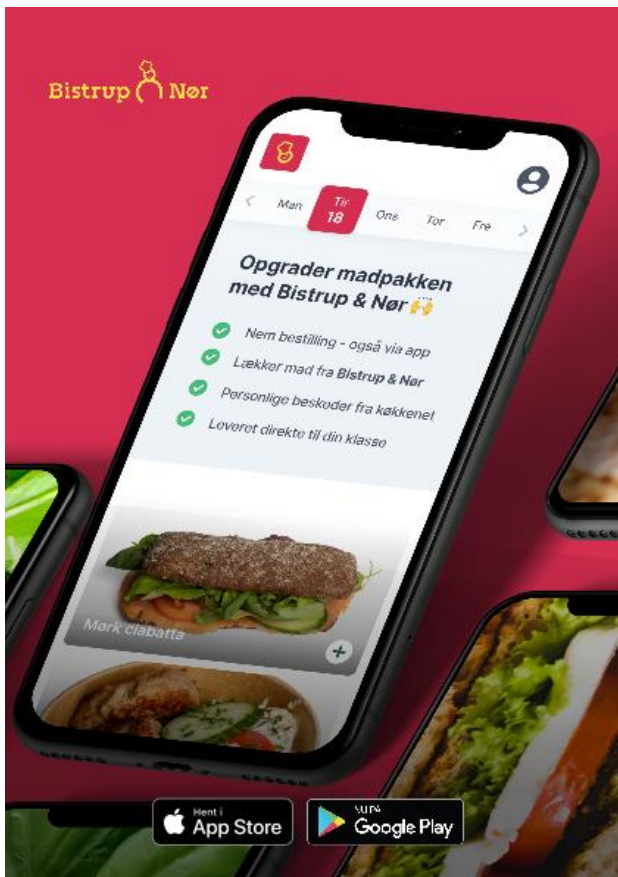 Bistrup Nør
Man Tir 18 Ons Tor Fre
Opgrader madpakken
med Bistrup & Nør 🙌
Nem bestilling - også via app
Lækker mad fra Bistrup & Nør
Personlige beskeder fra køkkenet
Leveret direkte til din klasse
Mørk ciabatta
Hent i
App Store
NU PÅ
Google Play